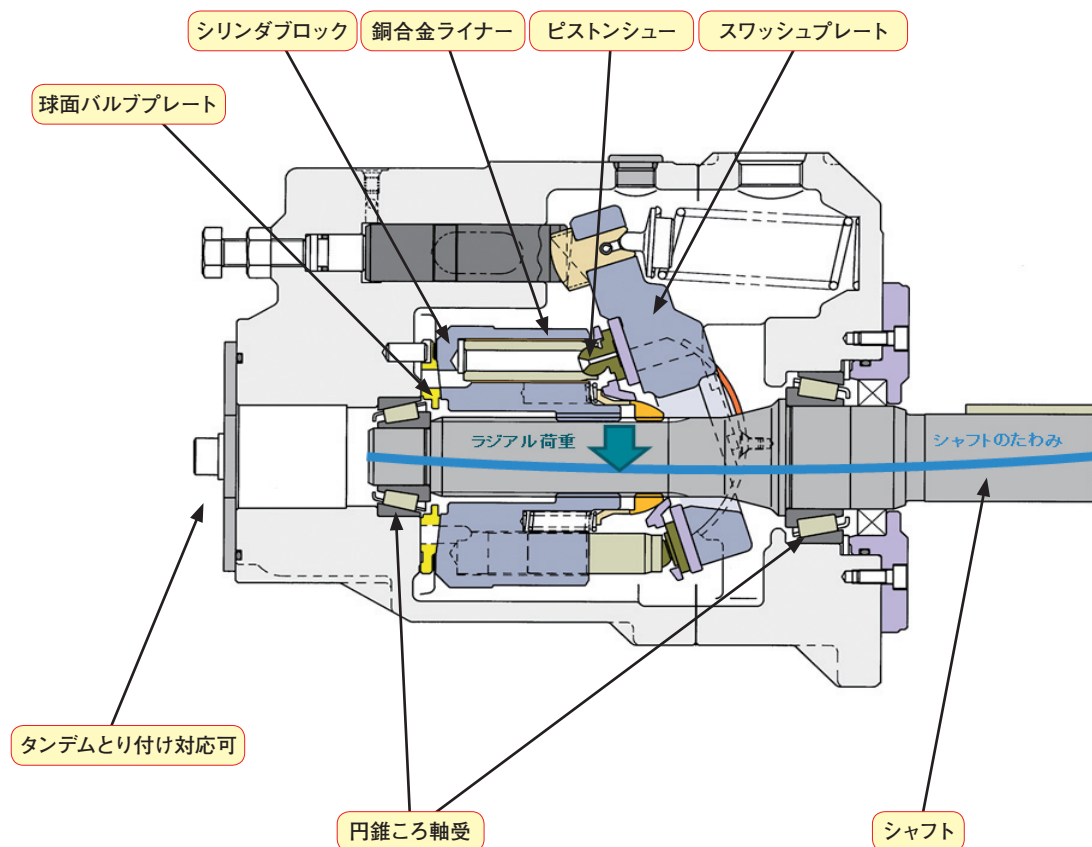 シリンダブロック
銅合金ライナー
ピストンシュー
スワッシュプレート
球面バルブプレート
ラジアル荷重
シャフトのたわみ
タンデムとり付け対応可
円錐ころ軸受
シャフト